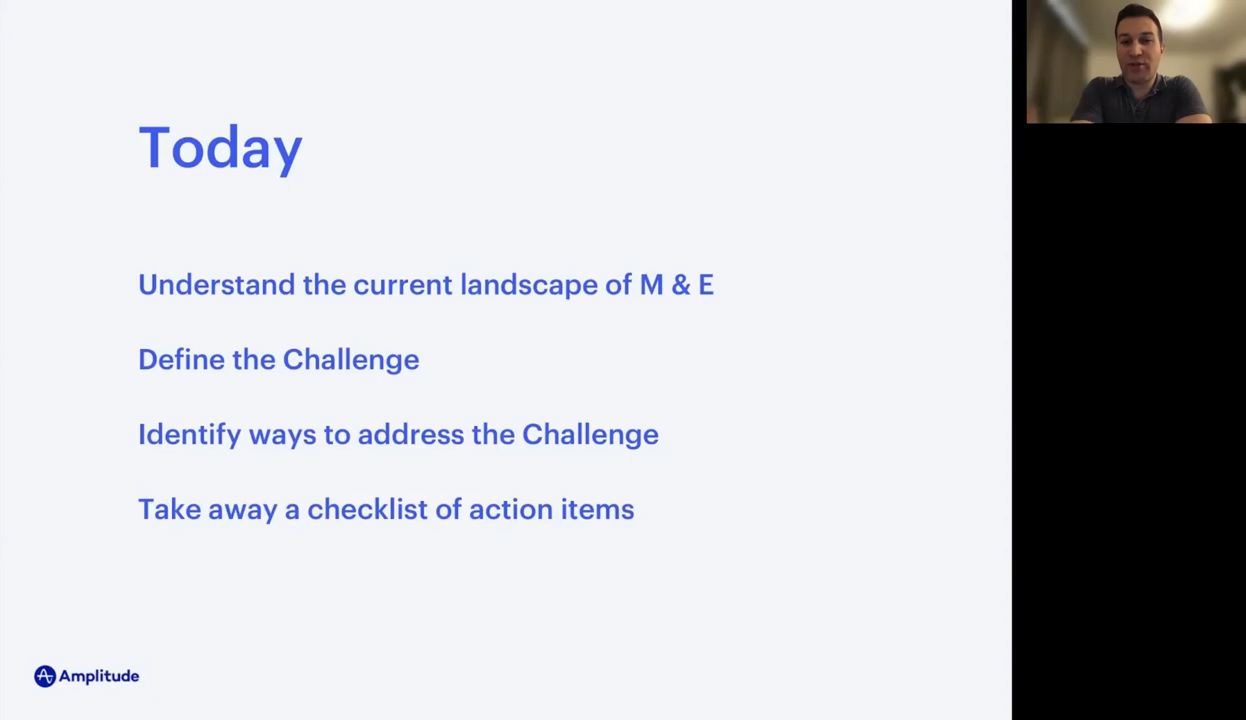 Today
Understand the current landscape of M & E
Define the Challenge
Identify ways to address the Challenge
Take away a checklist of action items
Amplitude